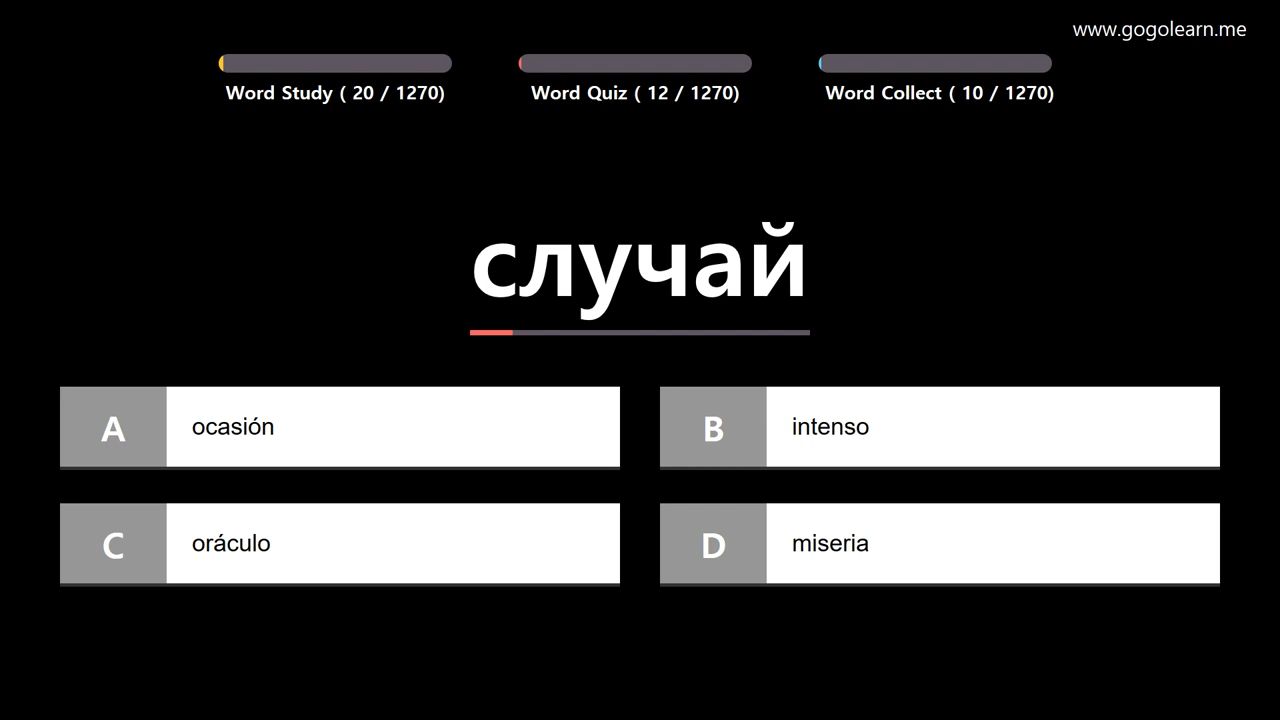 www.gogolearn.me
Word Study ( 20 / 1270)
Word Quiz ( 12 / 1270)
Word Collect ( 10 / 1270)
случай
A ocasión
B intenso
C oráculo
D miseria